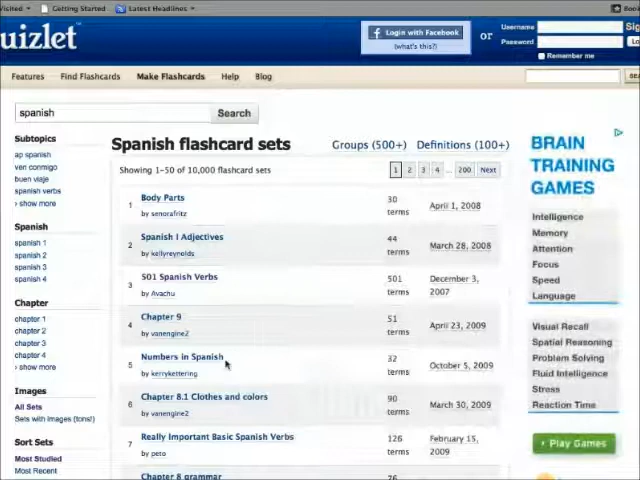 Visited
Getting Started
Latest Headlines
uizlet
Login with Facebook
(what's this?)
or
Username
Password
Remember me
Features Find Flashcards Make Flashcards Help Blog
spanish
Search
Subtopics
ap spanish
ven conmigo
buen viaje
spanish verbs
› show more
Spanish
spanish 1
spanish 2
spanish 3
spanish 4
Chapter
chapter 1
chapter 2
chapter 3
chapter 4
› show more
Images
All Sets
Sets with Images (tons!)
Sort Sets
Most Studied
Most Recent
Spanish flashcard sets
Groups (500+) Definitions (100+)
Showing 1–50 of 10,000 flashcard sets
1 2 3 4 ... 200 Next
1 Body Parts
by senorafritz
30 terms
April 1, 2008
2 Spanish I Adjectives
by kellyreynolds
44 terms
March 28, 2008
3 501 Spanish Verbs
by Avachu
501 terms
December 3, 2007
4 Chapter 9
by vanengine2
51 terms
April 23, 2009
5 Numbers in Spanish
by kerrykettering
32 terms
October 5, 2009
6 Chapter 8.1 Clothes and colors
by vanengine2
90 terms
March 30, 2009
7 Really Important Basic Spanish Verbs
by peto
126 terms
February 15, 2009
Chapter 8 grammar
76
BRAIN
TRAINING
GAMES
Intelligence
Memory
Attention
Focus
Speed
Language
Visual Recall
Spatial Reasoning
Problem Solving
Fluid Intelligence
Stress
Reaction Time
Play Games